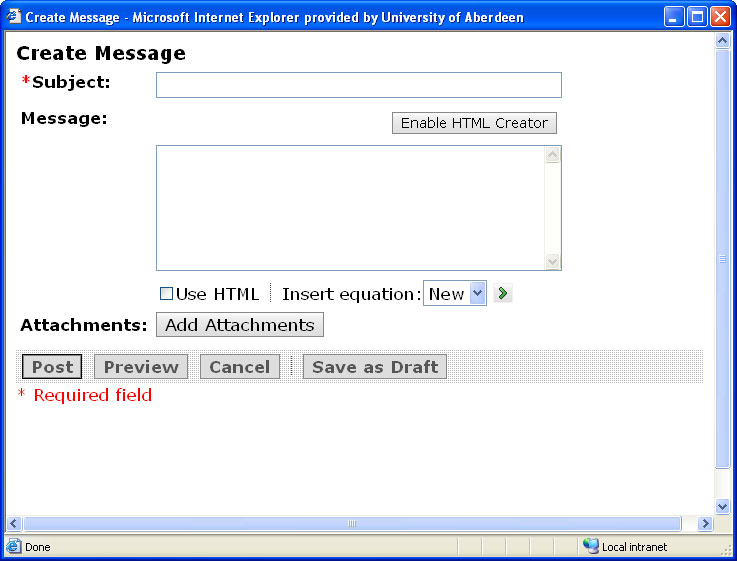 Create Message - Microsoft Internet Explorer provided by University of Aberdeen
Create Message
*Subject:
Message:
Enable HTML Creator
Use HTML Insert equation: New
Attachments: Add Attachments
Post Preview Cancel Save as Draft
* Required field
Done Local intranet